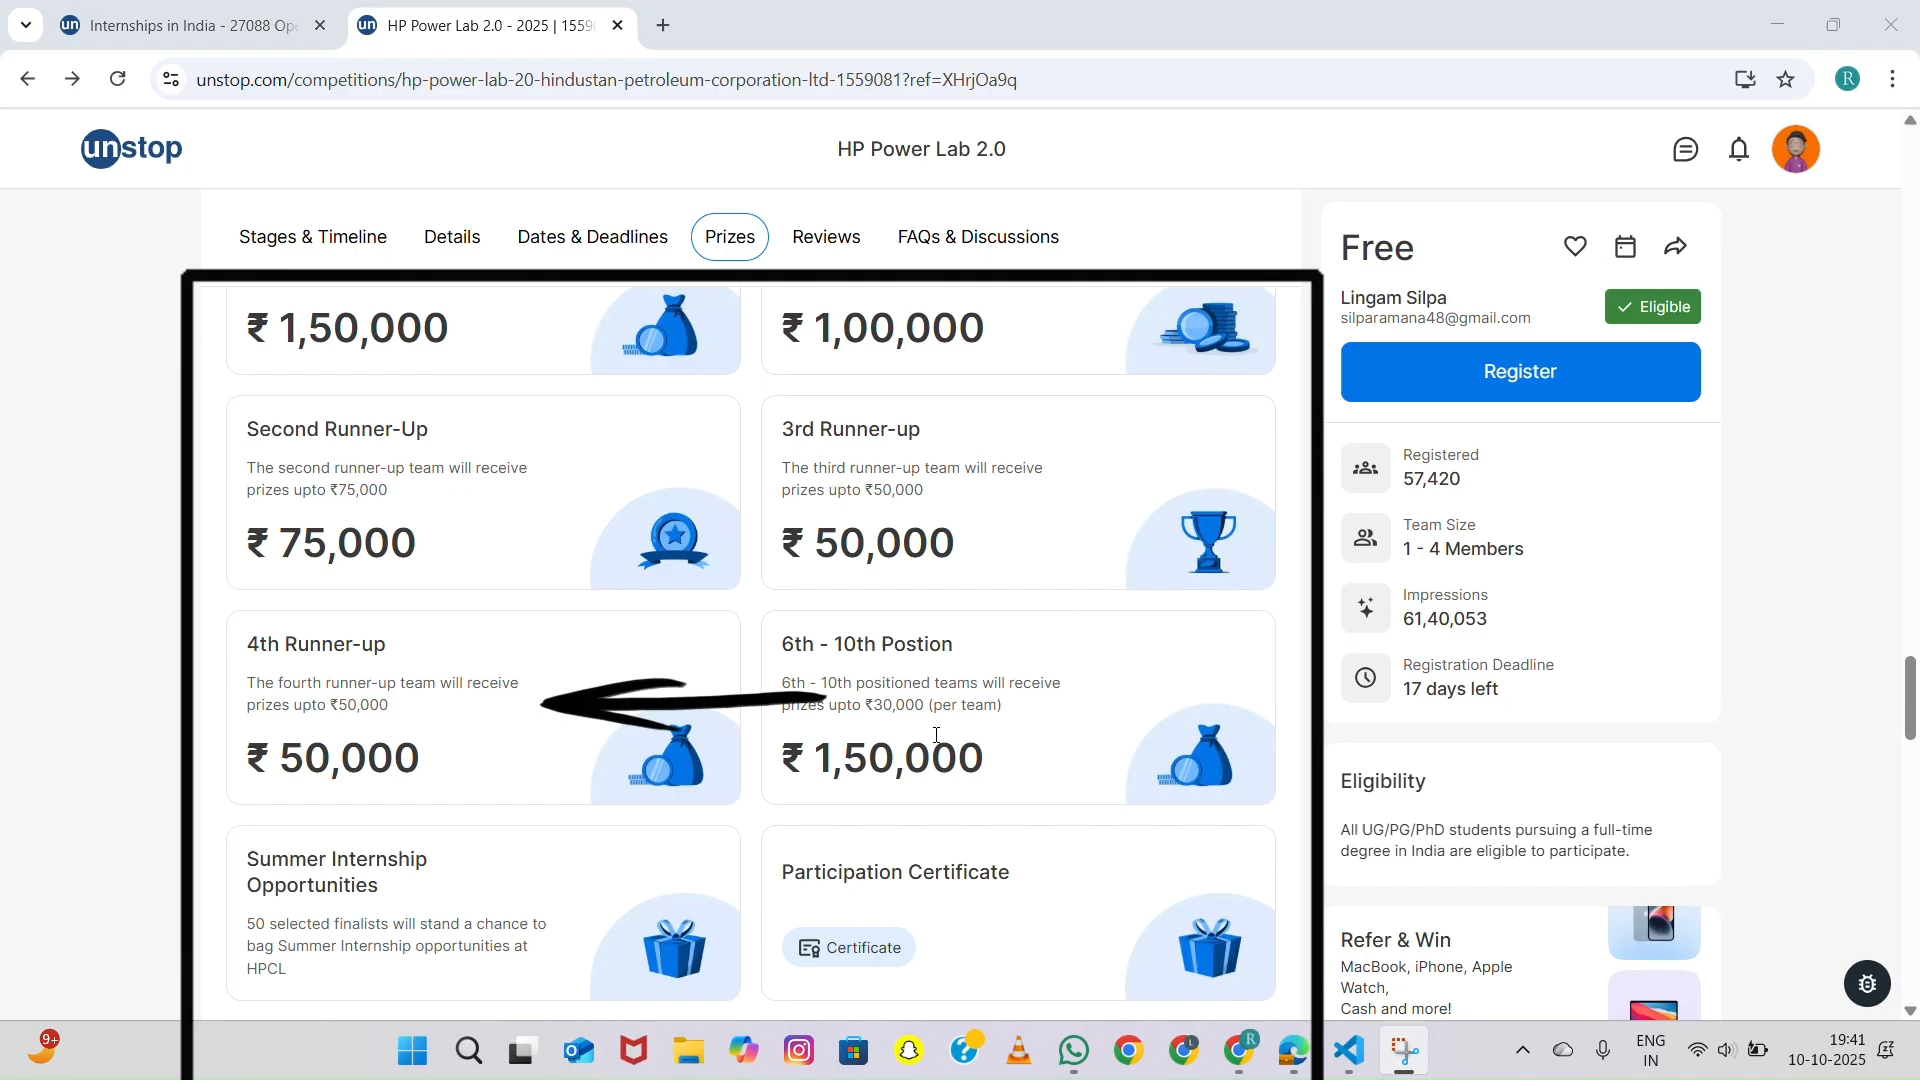 Internships in India - 27088 Op
HP Power Lab 2.0 - 2025 | 1559
unstop.com/competitions/hp-power-lab-20-hindustan-petroleum-corporation-ltd-1559081?ref=XHrjOa9q
R
unstop
HP Power Lab 2.0
Stages & Timeline
Details
Dates & Deadlines
Prizes
Reviews
FAQs & Discussions
₹ 1,50,000
₹ 1,00,000
Second Runner-Up
The second runner-up team will receive
prizes upto ₹75,000
₹ 75,000
3rd Runner-up
The third runner-up team will receive
prizes upto ₹50,000
₹ 50,000
4th Runner-up
The fourth runner-up team will receive
prizes upto ₹50,000
₹ 50,000
6th - 10th Postion
6th - 10th positioned teams will receive
prizes upto ₹30,000 (per team)
₹ 1,50,000
Summer Internship
Opportunities
50 selected finalists will stand a chance to
bag Summer Internship opportunities at
HPCL
Participation Certificate
Certificate
Free
Lingam Silpa
silparamana48@gmail.com
Eligible
Register
Registered
57,420
Team Size
1 - 4 Members
Impressions
61,40,053
Registration Deadline
17 days left
Eligibility
All UG/PG/PhD students pursuing a full-time
degree in India are eligible to participate.
Refer & Win
MacBook, iPhone, Apple
Watch,
Cash and more!
9+
L
R
ENG
IN
19:41
10-10-2025